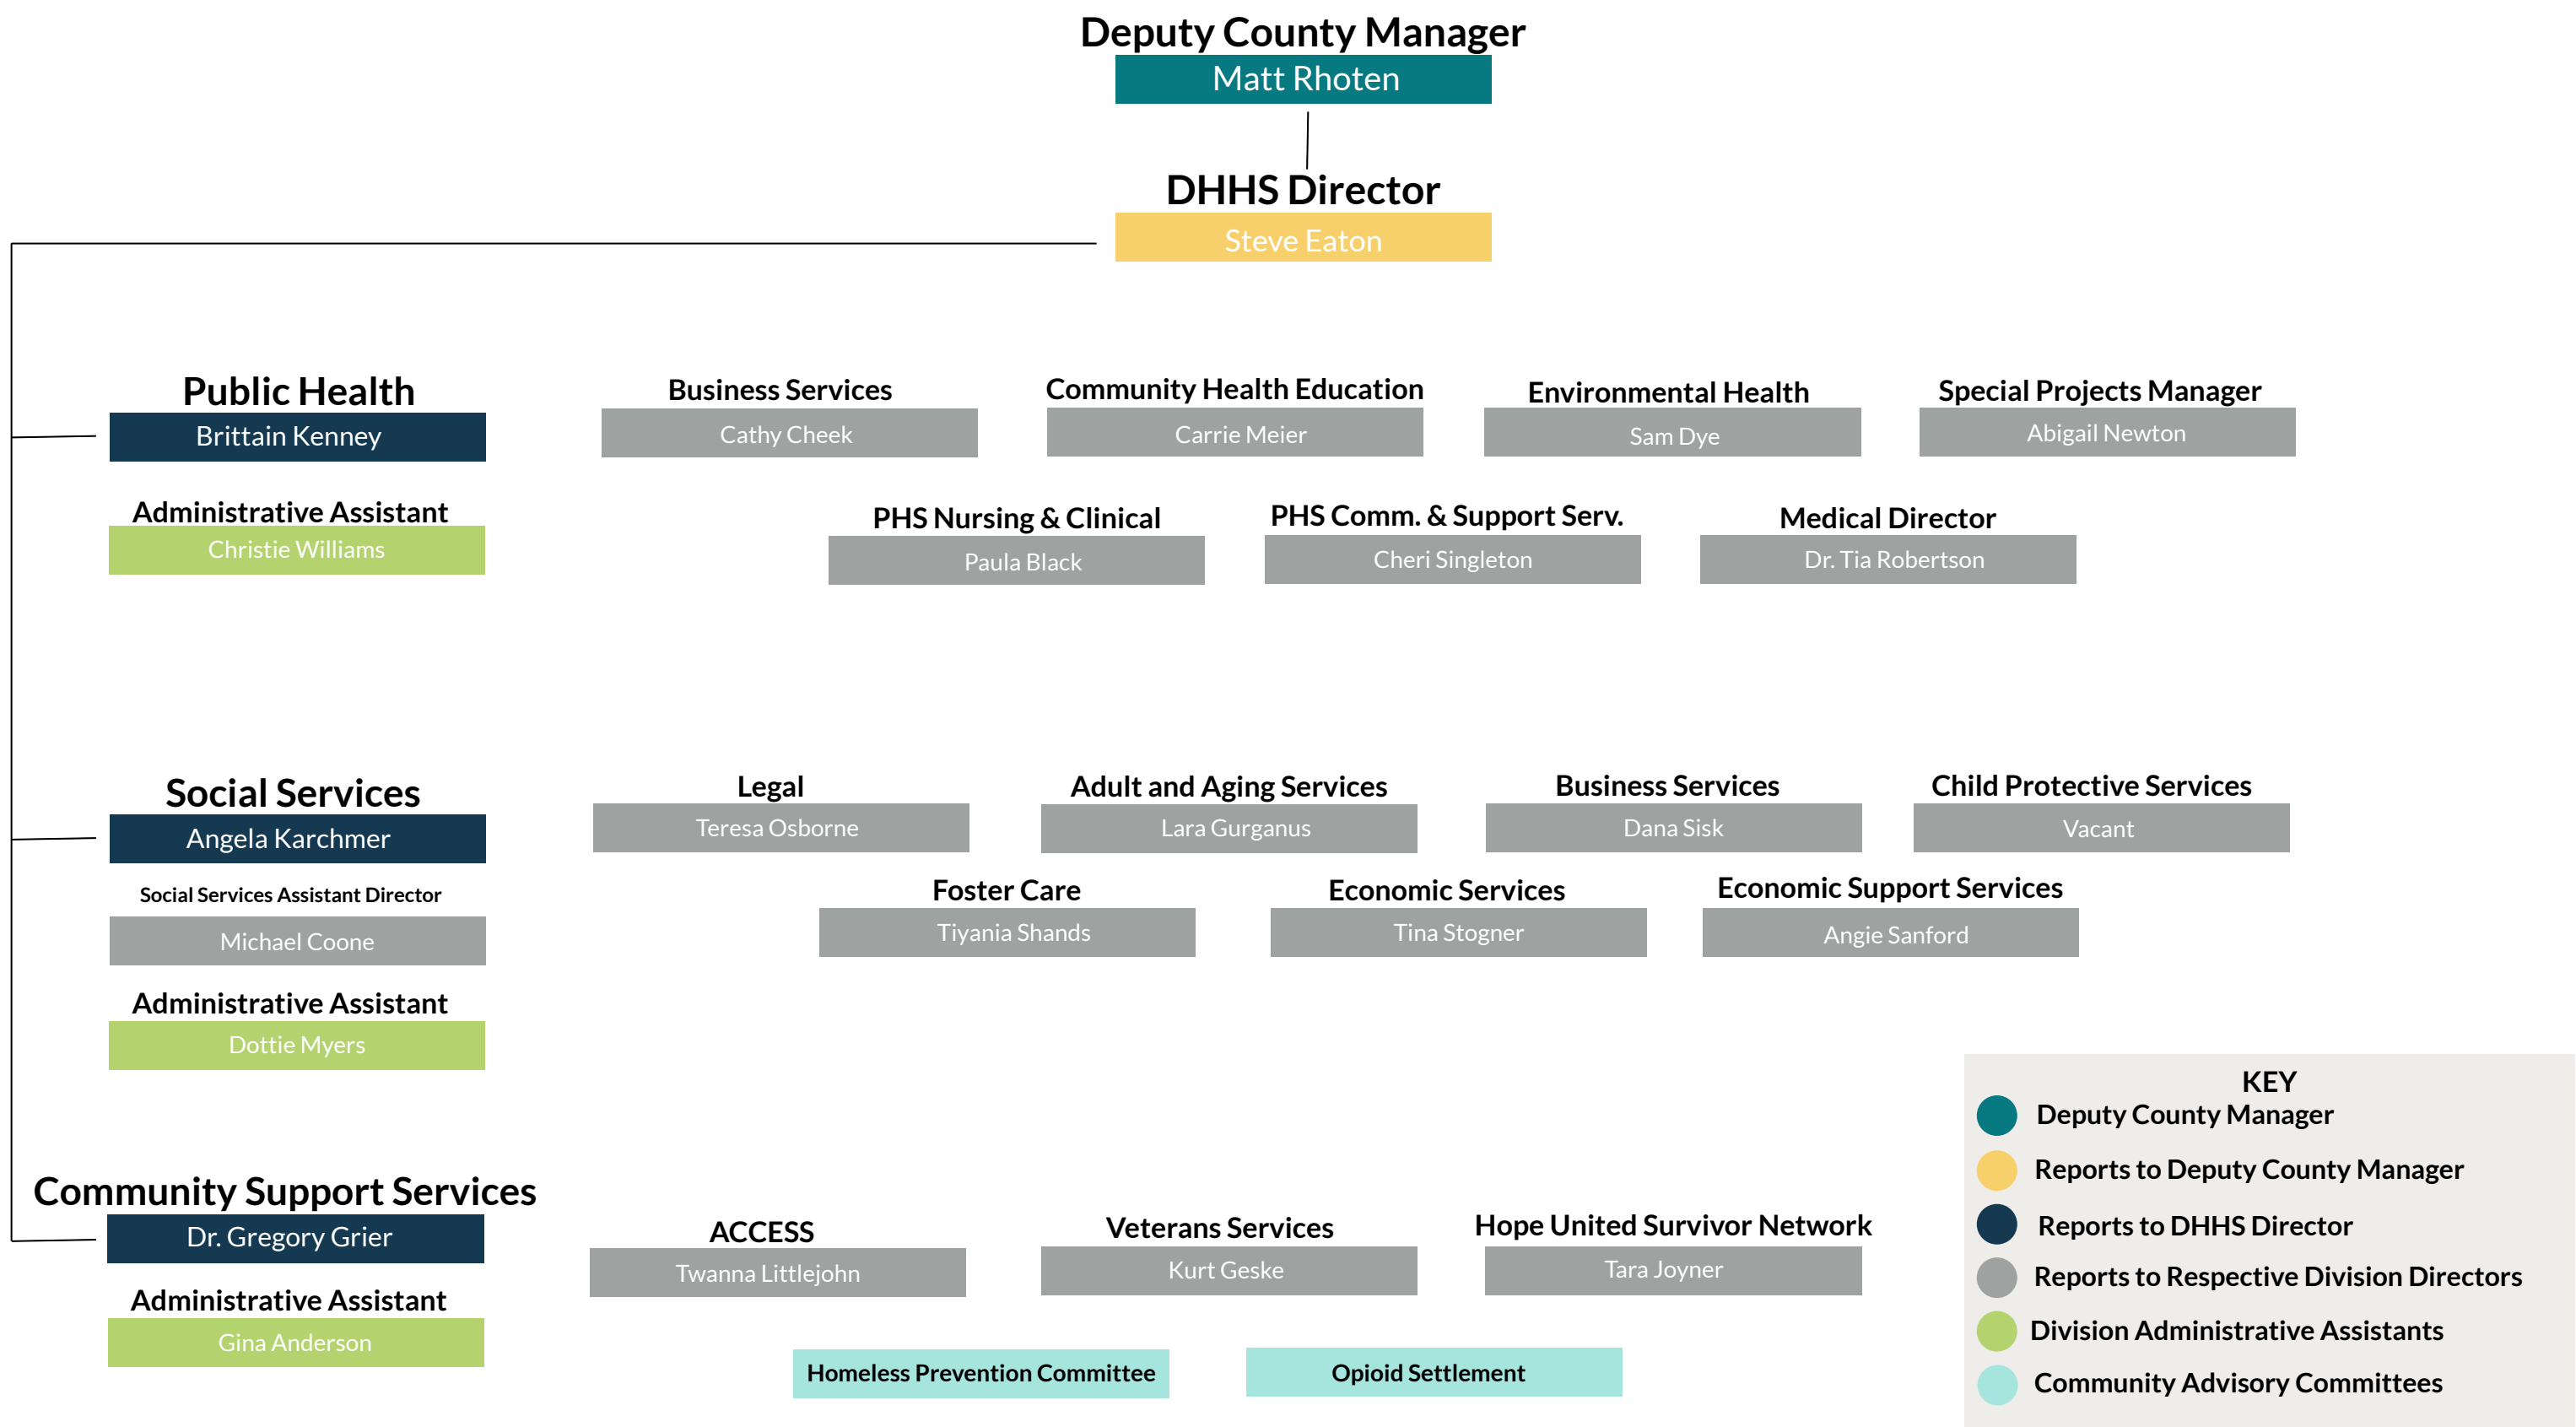 Deputy County Manager
Matt Rhoten
DHHS Director
Steve Eaton
Public Health
Brittain Kenney
Administrative Assistant
Christie Williams
Business Services
Cathy Cheek
Community Health Education
Carrie Meier
Environmental Health
Sam Dye
Special Projects Manager
Abigail Newton
PHS Nursing & Clinical
Paula Black
PHS Comm. & Support Serv.
Cheri Singleton
Medical Director
Dr. Tia Robertson
Social Services
Angela Karchmer
Social Services Assistant Director
Michael Coone
Administrative Assistant
Dottie Myers
Legal
Teresa Osborne
Adult and Aging Services
Lara Gurganus
Business Services
Dana Sisk
Child Protective Services
Vacant
Foster Care
Tiyania Shands
Economic Services
Tina Stogner
Economic Support Services
Angie Sanford
Community Support Services
Dr. Gregory Grier
Administrative Assistant
Gina Anderson
ACCESS
Twanna Littlejohn
Veterans Services
Kurt Geske
Hope United Survivor Network
Tara Joyner
Homeless Prevention Committee
Opioid Settlement
KEY
Deputy County Manager
Reports to Deputy County Manager
Reports to DHHS Director
Reports to Respective Division Directors
Division Administrative Assistants
Community Advisory Committees